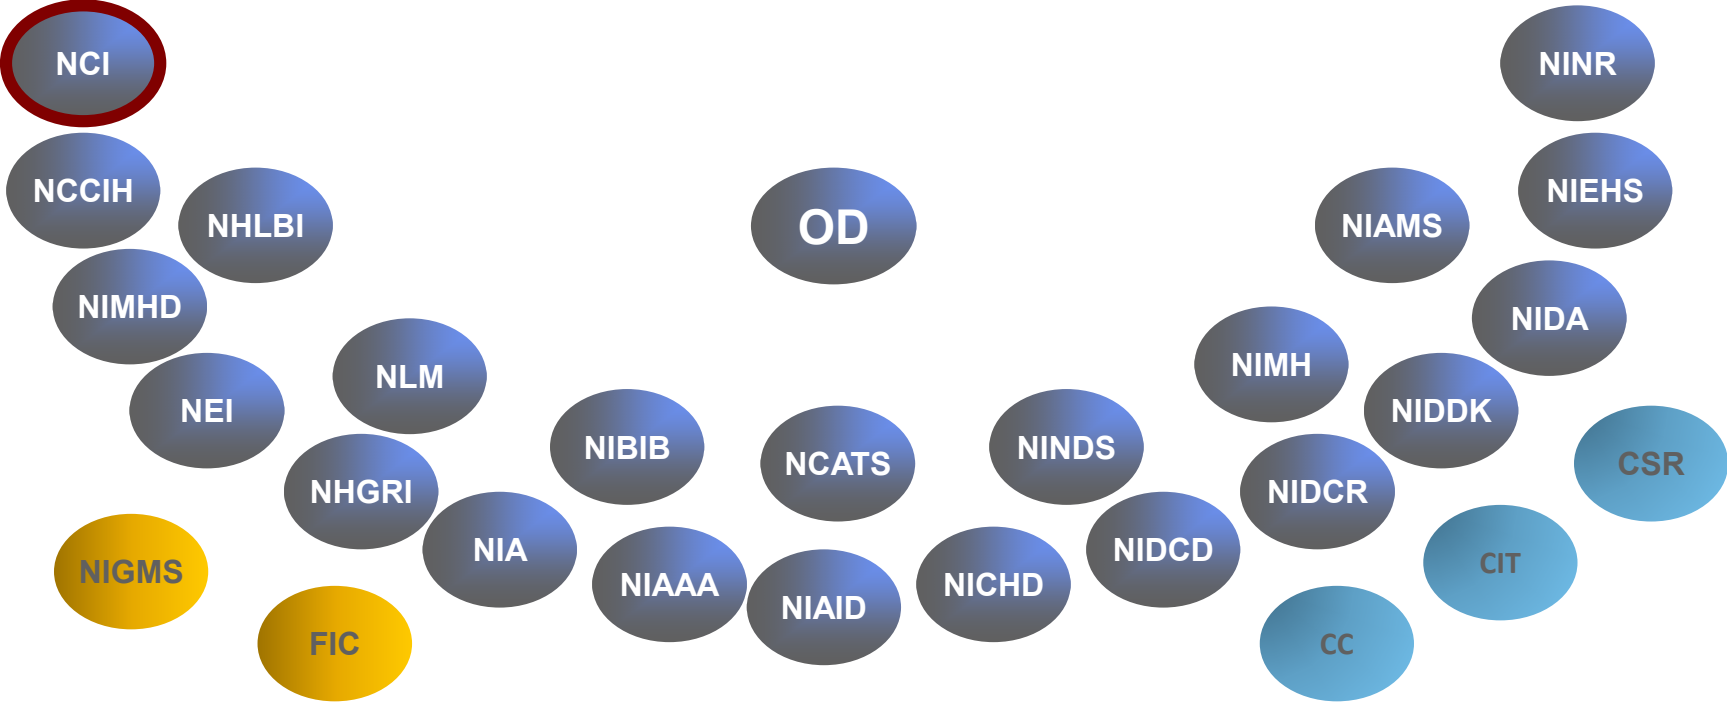 NCI
NINR
NCCIH
NIEHS
NHLBI
OD
NIAMS
NIMHD
NIDA
NLM
NIMH
NEI
NIDDK
NIBIB
NCATS
NINDS
CSR
NHGRI
NIDCR
NIA
NIDCD
CIT
NIGMS
NIAAA
NICHD
NIAID
FIC
CC